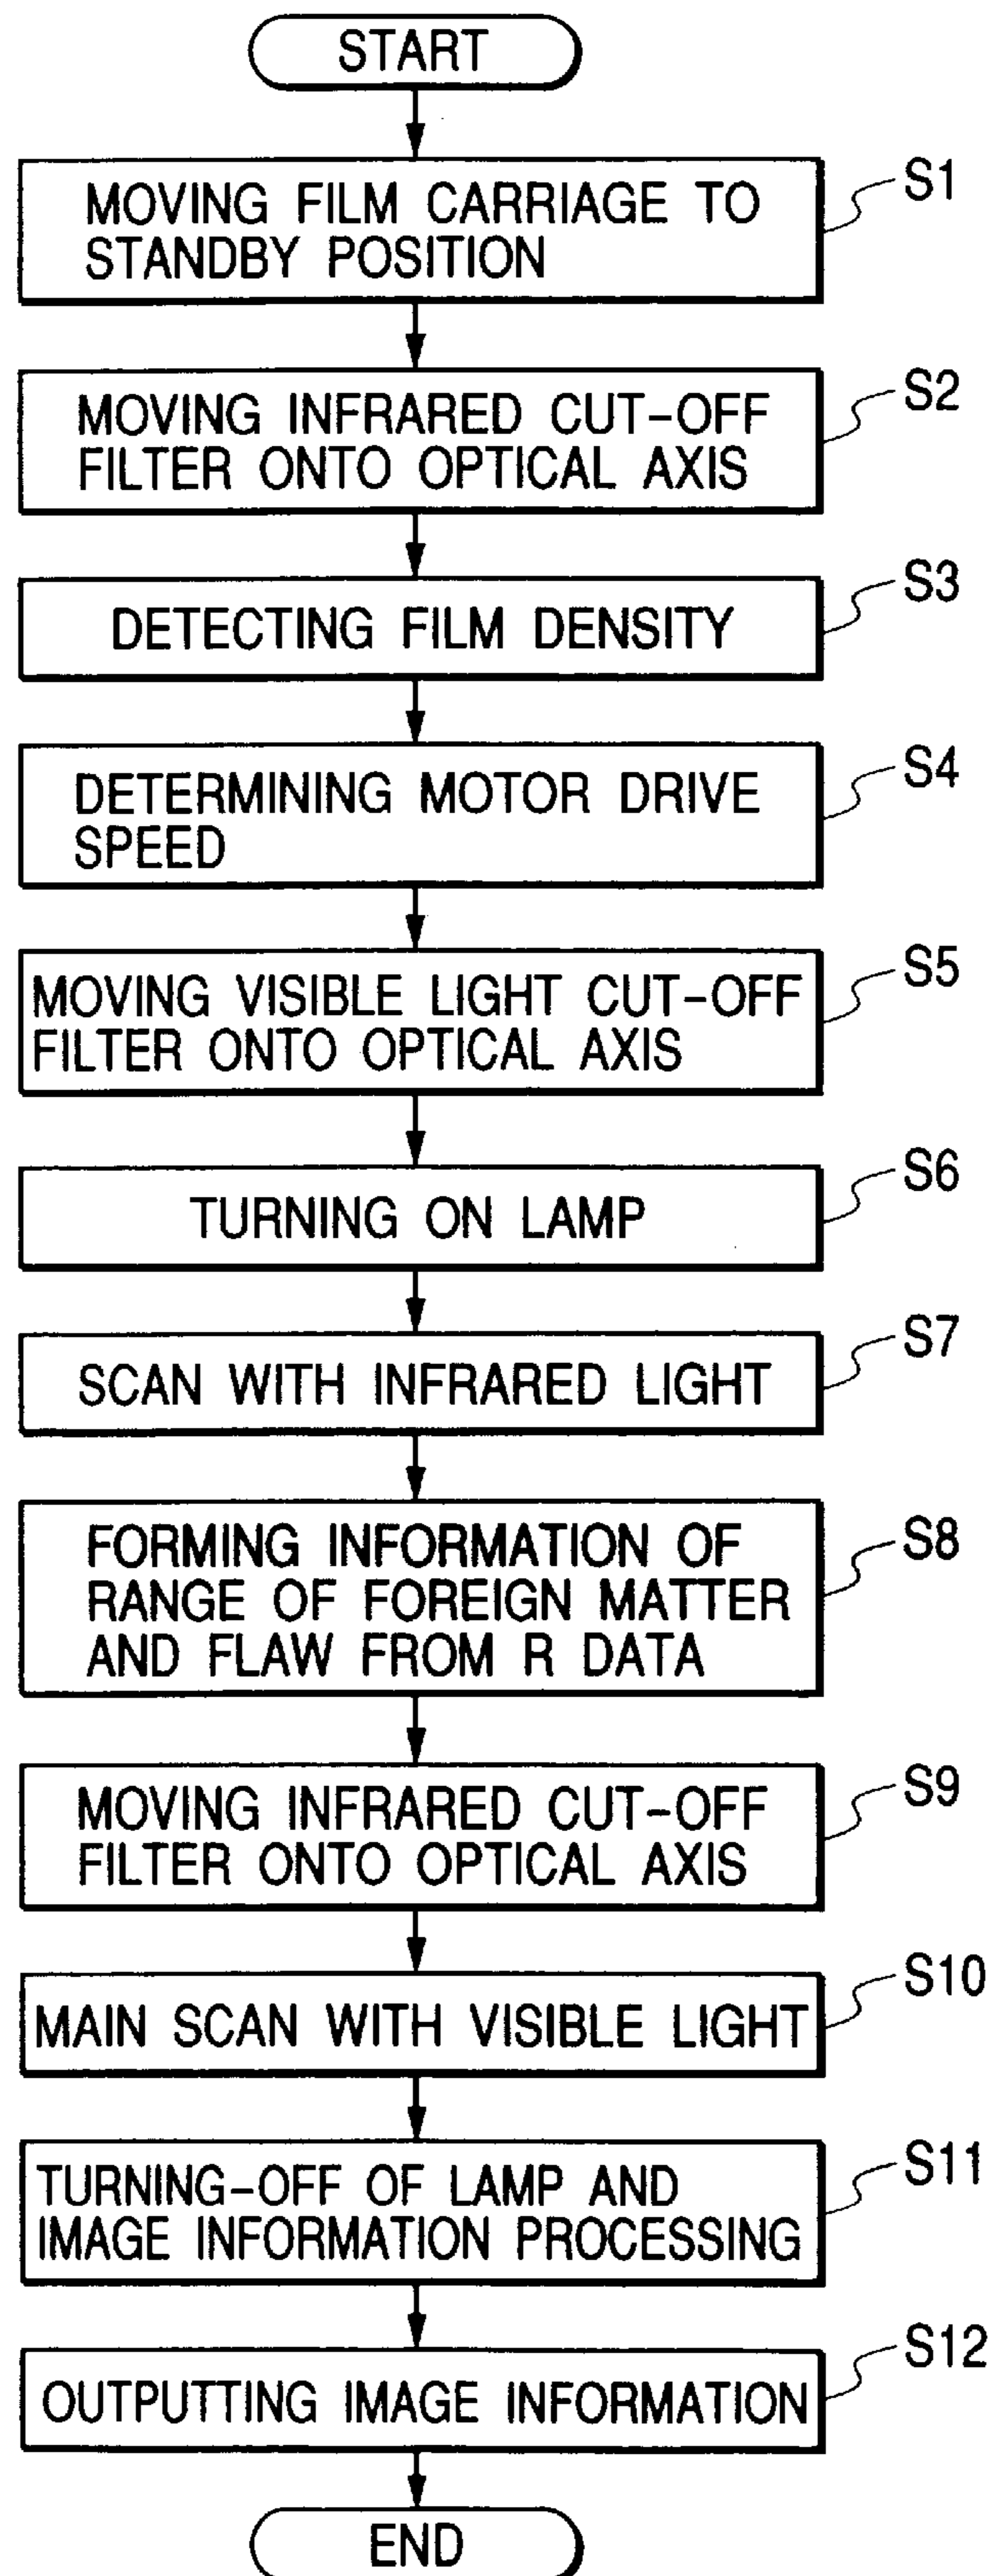 START
MOVING FILM CARRIAGE TO
STANDBY POSITION
S1
MOVING INFRARED CUT-OFF
FILTER ONTO OPTICAL AXIS
S2
DETECTING FILM DENSITY
S3
DETERMINING MOTOR DRIVE
SPEED
S4
MOVING VISIBLE LIGHT CUT-OFF
FILTER ONTO OPTICAL AXIS
S5
TURNING ON LAMP
S6
SCAN WITH INFRARED LIGHT
S7
FORMING INFORMATION OF
RANGE OF FOREIGN MATTER
AND FLAW FROM R DATA
S8
MOVING INFRARED CUT-OFF
FILTER ONTO OPTICAL AXIS
S9
MAIN SCAN WITH VISIBLE LIGHT
S10
TURNING-OFF OF LAMP AND
IMAGE INFORMATION PROCESSING
S11
OUTPUTTING IMAGE INFORMATION
S12
END